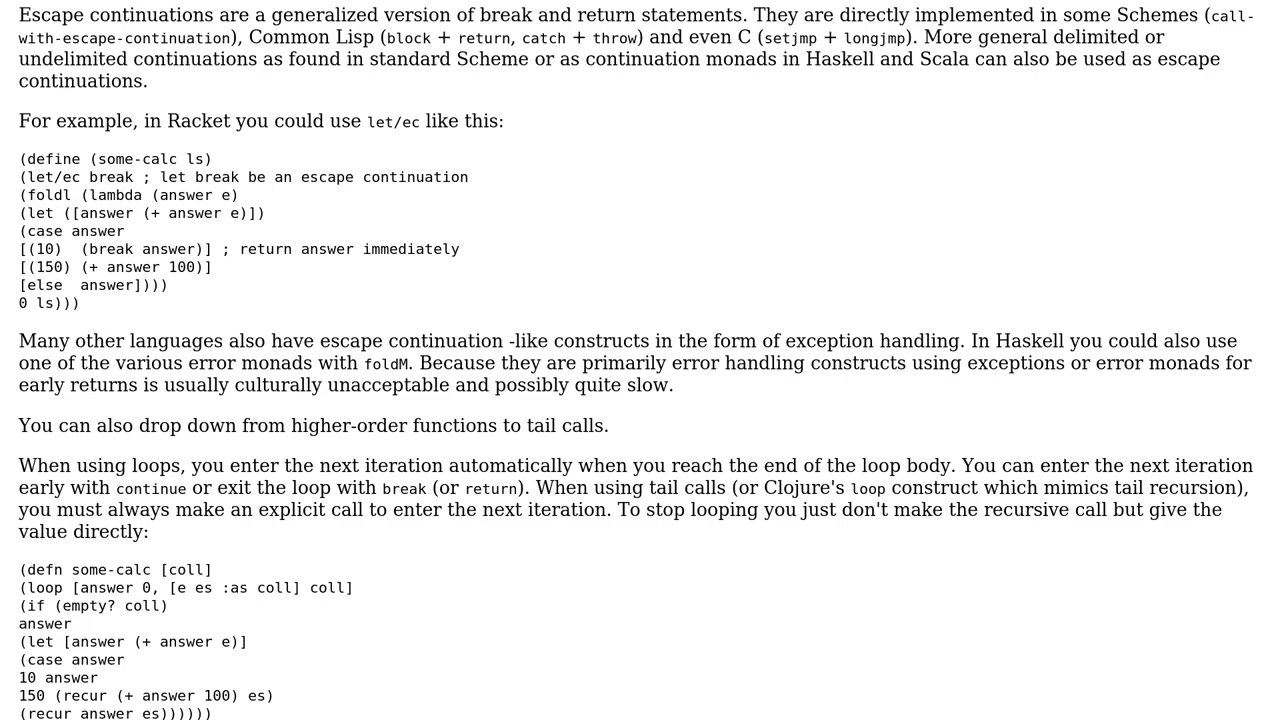 Escape continuations are a generalized version of break and return statements. They are directly implemented in some Schemes (call-
with-escape-continuation), Common Lisp (block + return, catch + throw) and even C (setjmp + longjmp). More general delimited or
undelimited continuations as found in standard Scheme or as continuation monads in Haskell and Scala can also be used as escape
continuations.
For example, in Racket you could use let/ec like this:
(define (some-calc ls)
(let/ec break ; let break be an escape continuation
(foldl (lambda (answer e)
(let ([answer (+ answer e)])
(case answer
[(10)  (break answer)] ; return answer immediately
[(150) (+ answer 100)]
[else  answer])))
0 ls)))
Many other languages also have escape continuation -like constructs in the form of exception handling. In Haskell you could also use
one of the various error monads with foldM. Because they are primarily error handling constructs using exceptions or error monads for
early returns is usually culturally unacceptable and possibly quite slow.
You can also drop down from higher-order functions to tail calls.
When using loops, you enter the next iteration automatically when you reach the end of the loop body. You can enter the next iteration
early with continue or exit the loop with break (or return). When using tail calls (or Clojure's loop construct which mimics tail recursion),
you must always make an explicit call to enter the next iteration. To stop looping you just don't make the recursive call but give the
value directly:
(defn some-calc [coll]
(loop [answer 0, [e es :as coll] coll]
(if (empty? coll)
answer
(let [answer (+ answer e)]
(case answer
10 answer
150 (recur (+ answer 100) es)
(recur answer es))))))